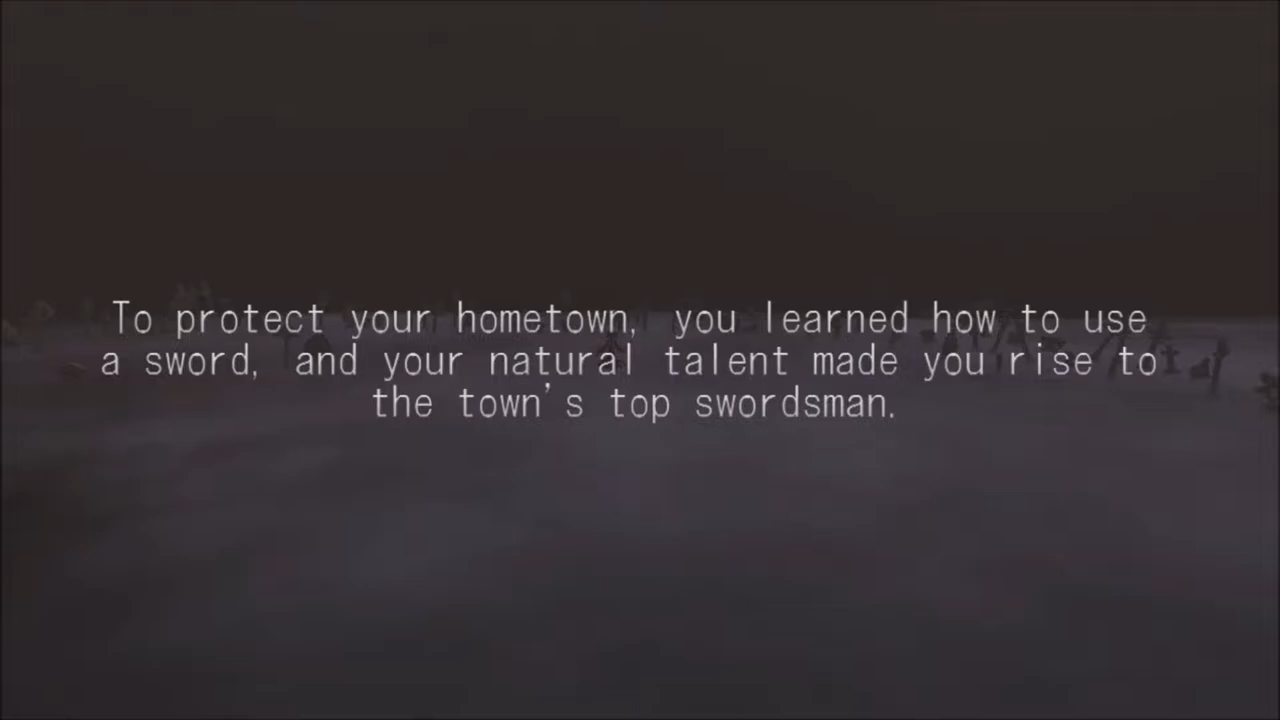 To protect your hometown, you learned how to use
a sword, and your natural talent made you rise to
the town's top swordsman.